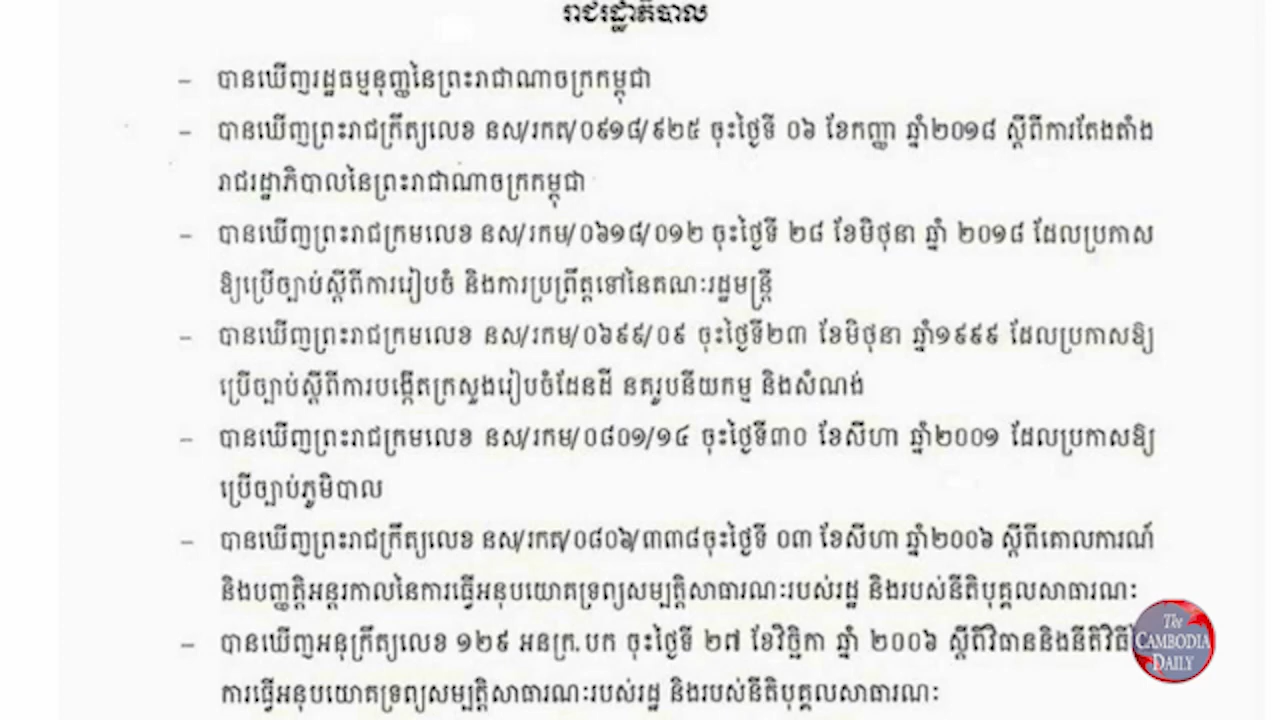 រាជរដ្ឋាភិបាល
– បានឃើញរដ្ឋធម្មនុញ្ញនៃព្រះរាជាណាចក្រកម្ពុជា
– បានឃើញព្រះរាជក្រឹត្យលេខ នស/រកត/០៩១៨/៩២៥ ចុះថ្ងៃទី ០៦ ខែកញ្ញា ឆ្នាំ២០១៨ ស្ដីពីការតែងតាំង
រាជរដ្ឋាភិបាលនៃព្រះរាជាណាចក្រកម្ពុជា
– បានឃើញព្រះរាជក្រមលេខ នស/រកម/០៦១៨/០១២ ចុះថ្ងៃទី ២៨ ខែមិថុនា ឆ្នាំ ២០១៨ ដែលប្រកាស
ឱ្យប្រើច្បាប់ស្ដីពីការរៀបចំ និងការប្រព្រឹត្តទៅនៃគណៈរដ្ឋមន្ត្រី
– បានឃើញព្រះរាជក្រមលេខ នស/រកម/០៦៩៩/០៩ ចុះថ្ងៃទី២៣ ខែមិថុនា ឆ្នាំ១៩៩៩ ដែលប្រកាសឱ្យ
ប្រើច្បាប់ស្ដីពីការបង្កើតក្រសួងរៀបចំដែនដី នគរូបនីយកម្ម និងសំណង់
– បានឃើញព្រះរាជក្រមលេខ នស/រកម/០៨០១/១៤ ចុះថ្ងៃទី៣០ ខែសីហា ឆ្នាំ២០០១ ដែលប្រកាសឱ្យ
ប្រើច្បាប់ភូមិបាល
– បានឃើញព្រះរាជក្រឹត្យលេខ នស/រកត/០៨០៦/៣៣៨ចុះថ្ងៃទី ០៣ ខែសីហា ឆ្នាំ២០០៦ ស្ដីពីគោលការណ៍
និងបញ្ញត្តិអន្តរកាលនៃការធ្វើអនុបយោគទ្រព្យសម្បត្តិសាធារណៈរបស់រដ្ឋ និងរបស់នីតិបុគ្គលសាធារណៈ
– បានឃើញអនុក្រឹត្យលេខ ១២៩ អនក្រ.បក ចុះថ្ងៃទី ២៧ ខែវិច្ឆិកា ឆ្នាំ ២០០៦ ស្ដីពីវិធាននិងនីតិវិធី
ការធ្វើអនុបយោគទ្រព្យសម្បត្តិសាធារណៈរបស់រដ្ឋ និងរបស់នីតិបុគ្គលសាធារណៈ
The
CAMBODIA
DAILY